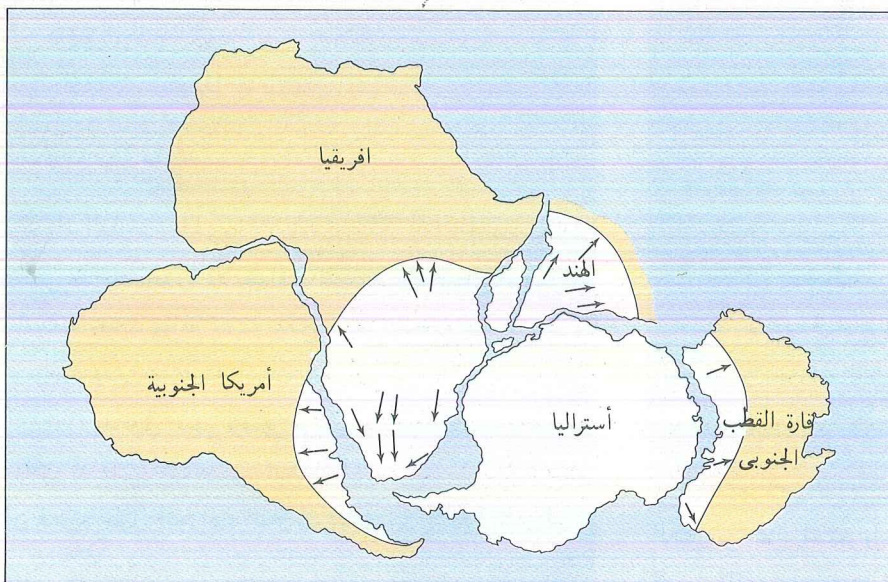 افريقيا
الهند
أمريكا الجنوبية
أستراليا
قارة القطب
الجنوبى